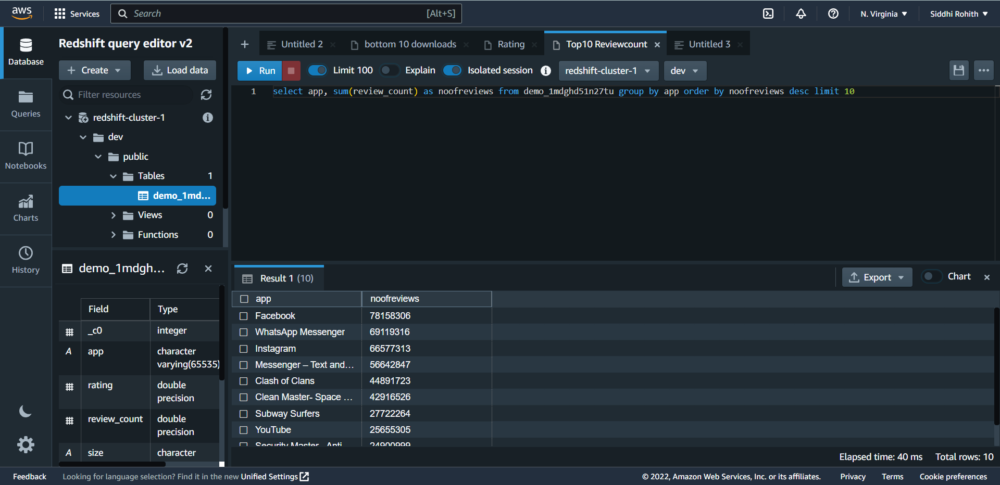 aws
Services
Search
[Alt+S]
N. Virginia
Siddhi Rohith
Database
Queries
Notebooks
Charts
History
Redshift query editor v2
Create
Load data
Filter resources
redshift-cluster-1
dev
public
Tables 1
demo_1md...
Views 0
Functions 0
demo_1mdgh...
Field Type
_c0 integer
app character
varying(65535)
rating double
precision
review_count double
precision
size character
Untitled 2
bottom 10 downloads
Rating
Top10 Reviewcount
Untitled 3
Run
Limit 100
Explain
Isolated session
redshift-cluster-1
dev
1 select app, sum(review_count) as noofreviews from demo_1mdghd51n27tu group by app order by noofreviews desc limit 10
Result 1 (10)
Export
Chart
app noofreviews
Facebook 78158306
WhatsApp Messenger 69119316
Instagram 66577313
Messenger – Text and... 56642847
Clash of Clans 44891723
Clean Master- Space ... 42916526
Subway Surfers 27722264
YouTube 25655305
Security Master - Anti 24900999
Elapsed time: 40 ms Total rows: 10
Feedback
Looking for language selection? Find it in the new Unified Settings
© 2022, Amazon Web Services, Inc. or its affiliates.
Privacy
Terms
Cookie preferences